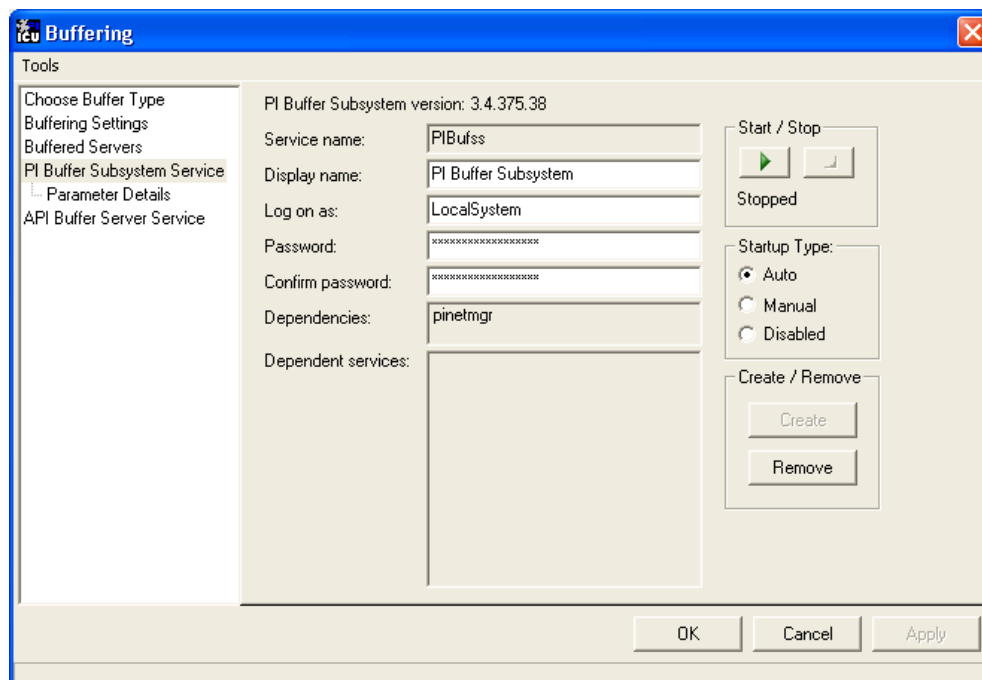 ICU
Buffering
Tools
Choose Buffer Type
Buffering Settings
Buffered Servers
PI Buffer Subsystem Service
Parameter Details
API Buffer Server Service
PI Buffer Subsystem version: 3.4.375.38
Service name: PIBufss
Display name: PI Buffer Subsystem
Log on as: LocalSystem
Password: ******************
Confirm password: ******************
Dependencies: pinetmgr
Dependent services:
Start / Stop
Stopped
Startup Type:
Auto
Manual
Disabled
Create / Remove
Create
Remove
OK
Cancel
Apply